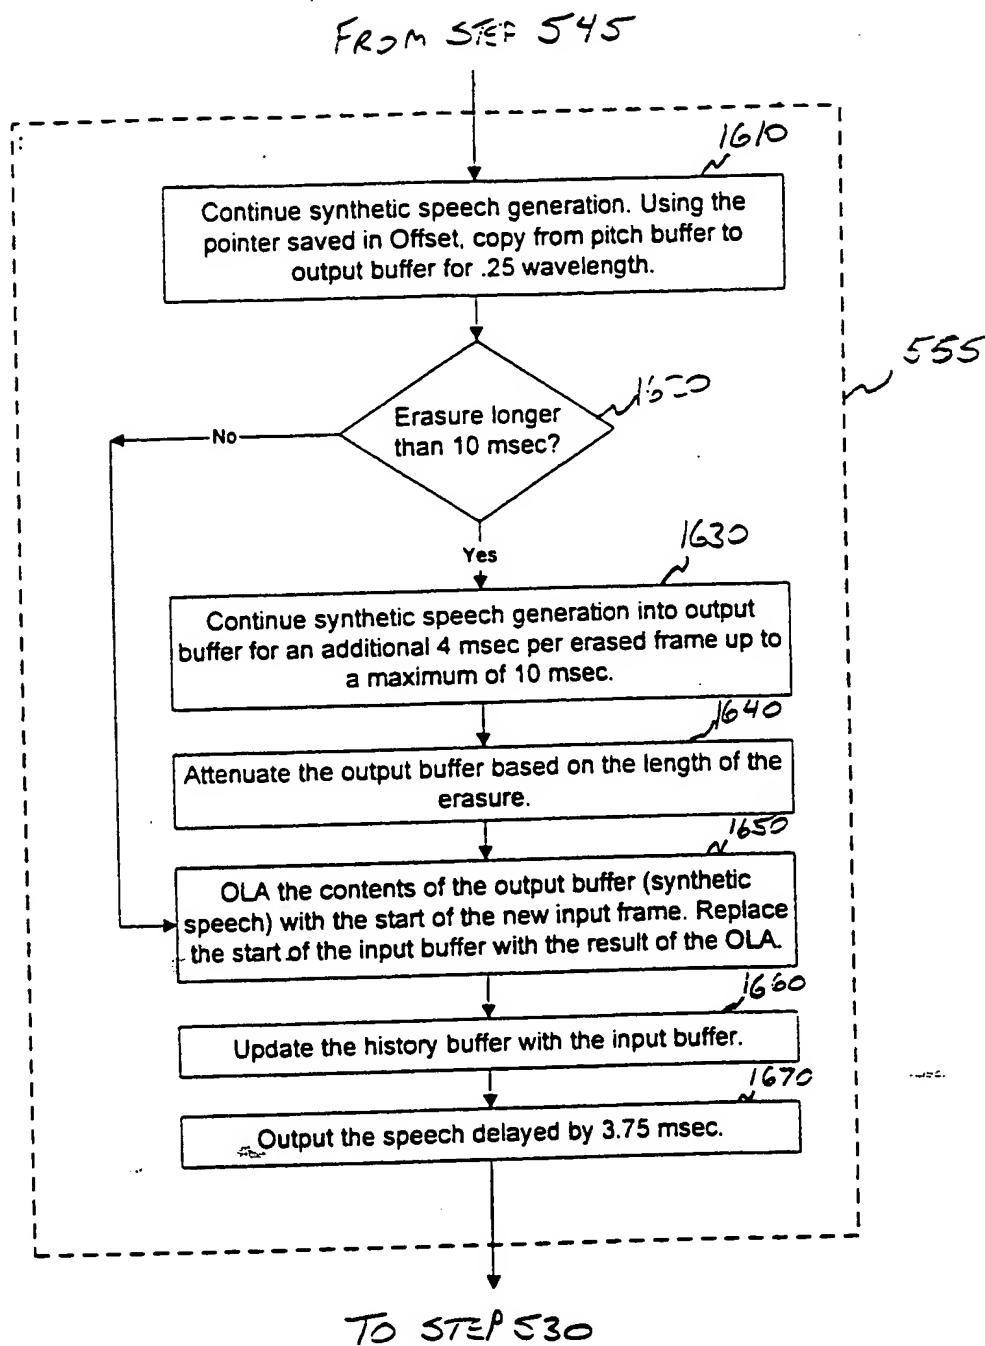 FROM STEP 545
1610
Continue synthetic speech generation. Using the
pointer saved in Offset, copy from pitch buffer to
output buffer for .25 wavelength.
555
1620
Erasure longer
than 10 msec?
No
Yes
1630
Continue synthetic speech generation into output
buffer for an additional 4 msec per erased frame up to
a maximum of 10 msec.
1640
Attenuate the output buffer based on the length of the
erasure.
1650
OLA the contents of the output buffer (synthetic
speech) with the start of the new input frame. Replace
the start of the input buffer with the result of the OLA.
1660
Update the history buffer with the input buffer.
1670
Output the speech delayed by 3.75 msec.
TO STEP 530